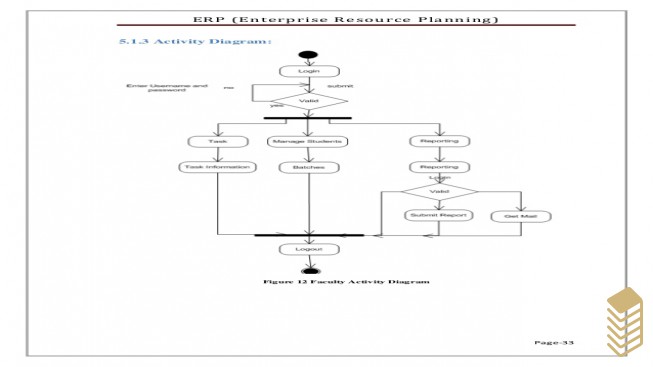 ERP (Enterprise Resource Planning)
5.1.3 Activity Diagram:
Login
Enter Username and
password
no
submit
Valid
yes
Task
Manage Students
Reporting
Task Information
Batches
Reporting
Login
Valid
Submit Report
Get Mail
Logout
Figure 12 Faculty Activity Diagram
Page-33